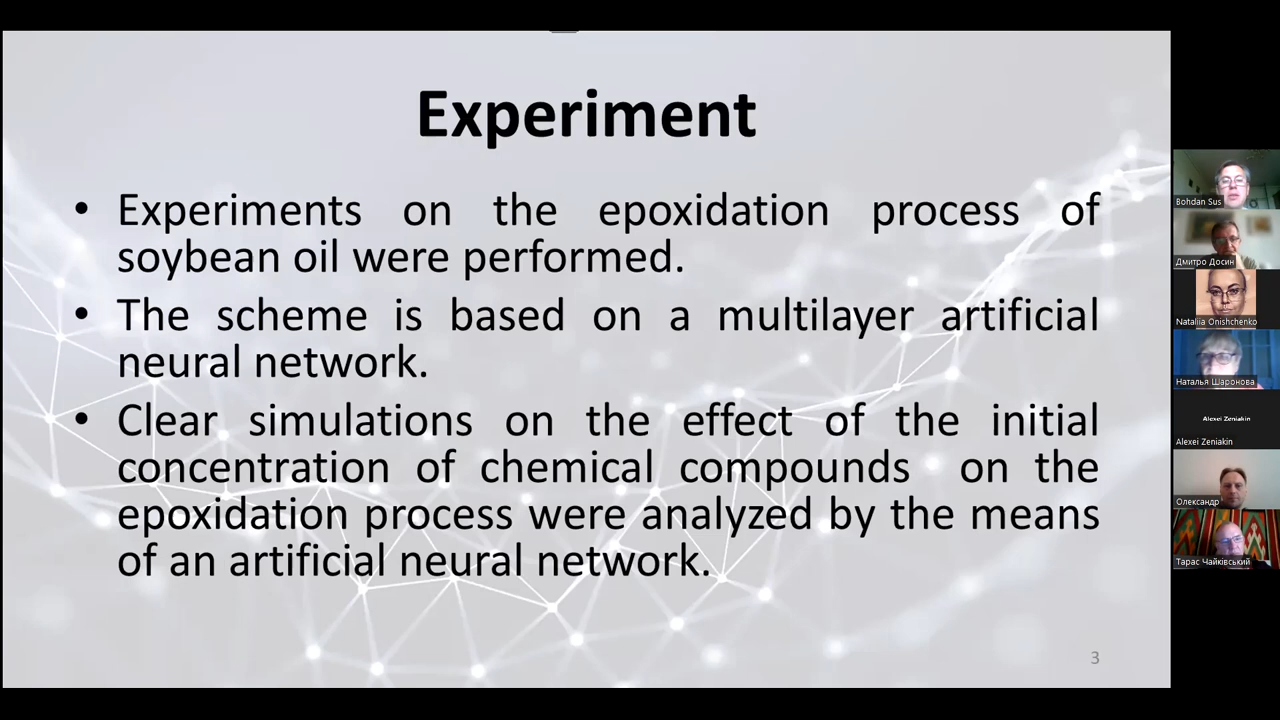 Experiment
• Experiments on the epoxidation process of
soybean oil were performed.
• The scheme is based on a multilayer artificial
neural network.
• Clear simulations on the effect of the initial
concentration of chemical compounds on the
epoxidation process were analyzed by the means
of an artificial neural network.
3
Bohdan Sus
Дмитро Досин
Nataliia Onishchenko
Наталья Шаронова
Alexei Zeniakin
Alexei Zeniakin
Олександр
Тарас Чайківський